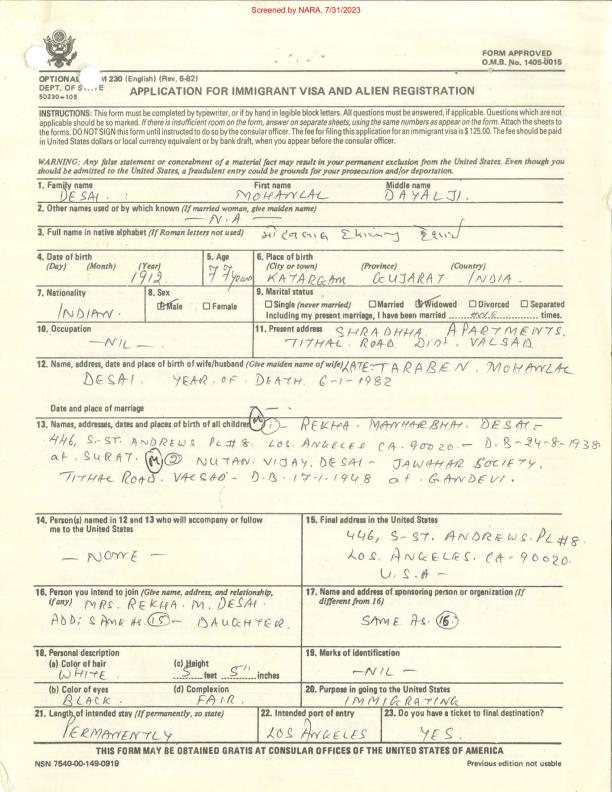 Screened by NARA, 7/31/2023
FORM APPROVED
O.M.B. No. 1405-0015
OPTIONAL M 230 (English) (Rev. 6-82)
DEPT. OF STATE
50230-105
APPLICATION FOR IMMIGRANT VISA AND ALIEN REGISTRATION
INSTRUCTIONS: This form must be completed by typewriter, or if by hand in legible block letters. All questions must be answered, if applicable. Questions which are not
applicable should be so marked. If there is insufficient room on the form, answer on separate sheets, using the same numbers as appear on the form. Attach the sheets to
the forms. DO NOT SIGN this form until instructed to do so by the consular officer. The fee for filing this application for an immigrant visa is $125.00. The fee should be paid
in United States dollars or local currency equivalent or by bank draft, when you appear before the consular officer.
WARNING: Any false statement or concealment of a material fact may result in your permanent exclusion from the United States. Even though you
should be admitted to the United States, a fraudulent entry could be grounds for your prosecution and/or deportation.
1. Family name First name Middle name
DESAI. MOHANLAL DAYALJI.
2. Other names used or by which known (If married woman, give maiden name)
— N.A —
3. Full name in native alphabet (If Roman letters not used)
4. Date of birth
(Day) (Month) (Year)
1912
5. Age
77 years
6. Place of birth
(City or town) (Province) (Country)
KATARGAM GUJARAT INDIA.
7. Nationality
INDIAN.
8. Sex
Male Female
9. Marital status
Single (never married) Married Widowed Divorced Separated
Including my present marriage, I have been married ONE times.
10. Occupation
—NIL—
11. Present address SHRADHHA APARTMENTS.
TITHAL ROAD. Dist. VALSAD.
12. Name, address, date and place of birth of wife/husband (Give maiden name of wife) LATE: TARABEN. MOHANLAL
DESAI. YEAR OF DEATH 6-1-1982
Date and place of marriage
13. Names, addresses, dates and places of birth of all children M 1 - REKHA. MANHARBHAI. DESAI.-
446, S-ST. ANDREWS PL#8. LOS. ANGELES CA-90020.- D.B-24-8-1938
at. SURAT. M 2 NUTAN. VIJAY. DESAI- JAWAHAR SOCIETY.
TITHAL ROAD. VALSAD- D.B. 17-1-1948 at. GANDEVI.
14. Person(s) named in 12 and 13 who will accompany or follow
me to the United States
— NONE —
15. Final address in the United States
446, S-ST. ANDREWS. PL#8.
LOS. ANGELES. CA-90020.
U.S.A-
16. Person you intend to join (Give name, address, and relationship,
if any) MRS. REKHA. M. DESAI.
ADD: SAME AS. 15 - DAUGHTER.
17. Name and address of sponsoring person or organization (If
different from 16)
SAME AS. 16.
18. Personal description
(a) Color of hair
WHITE
(c) Height
5 feet 5" inches
(b) Color of eyes
BLACK.
(d) Complexion
FAIR.
19. Marks of identification
—NIL—
20. Purpose in going to the United States
IMMIGRATING
21. Length of intended stay (If permanently, so state)
PERMANENTLY
22. Intended port of entry
LOS ANGELES
23. Do you have a ticket to final destination?
YES.
THIS FORM MAY BE OBTAINED GRATIS AT CONSULAR OFFICES OF THE UNITED STATES OF AMERICA
NSN 7540-00-149-0919
Previous edition not usable